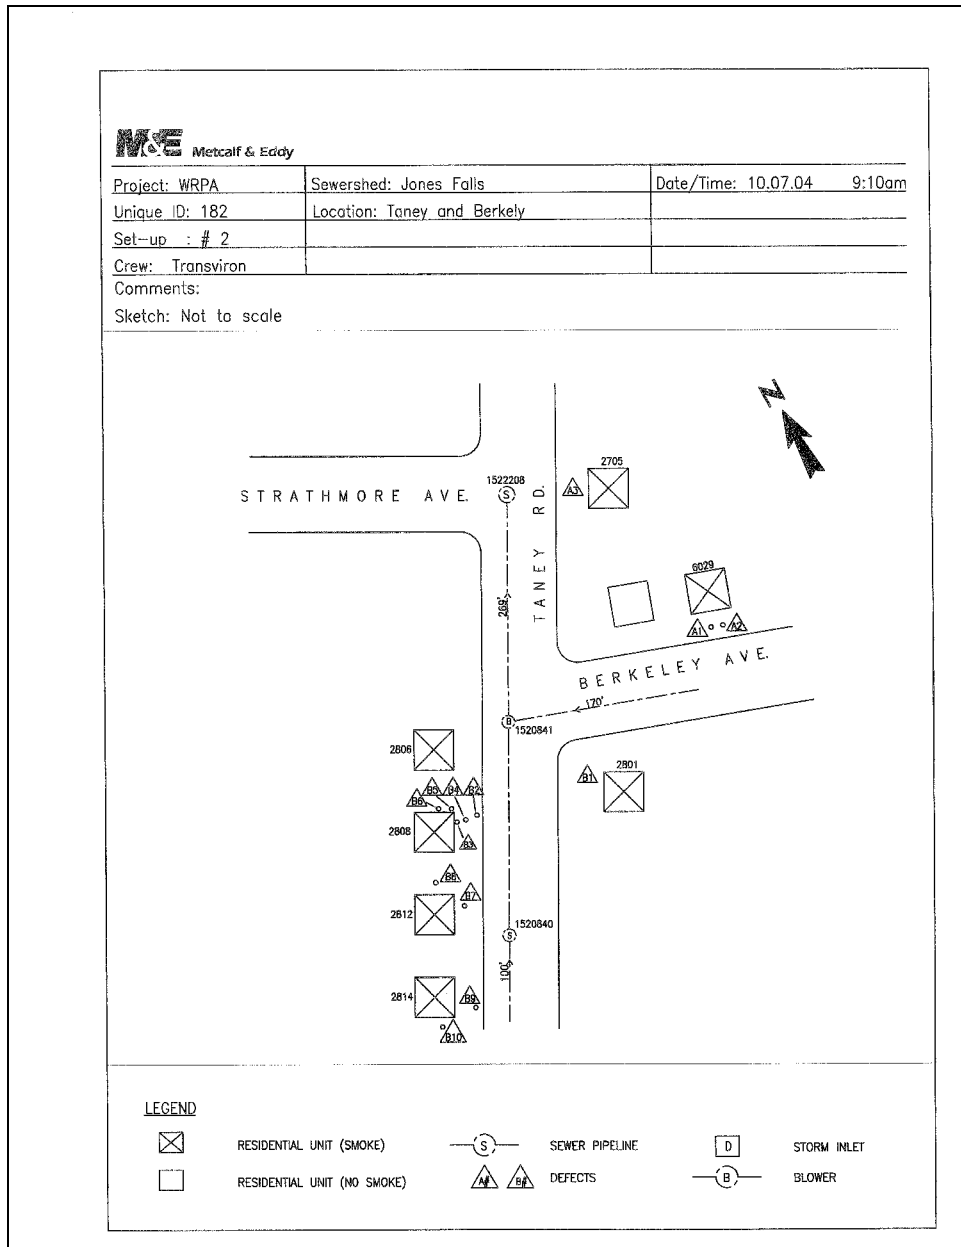 M&E Metcalf & Eddy
Project: WRPA Sewershed: Jones Falls Date/Time: 10.07.04 9:10am
Unique ID: 182 Location: Taney and Berkely
Set-up : # 2
Crew: Transviron
Comments:
Sketch: Not to scale
N
2705
1522208
STRATHMORE AVE.
S
A3
TANEY RD.
6029
269'
A1 A2
BERKELEY AVE.
170'
B
1520841
2806
2801
B1
B5 B4 B2
B6
2808
B3
B8
B7
2812
1520840
S
100'
2814
B9
B10
LEGEND
RESIDENTIAL UNIT (SMOKE) S SEWER PIPELINE D STORM INLET
RESIDENTIAL UNIT (NO SMOKE) A# B# DEFECTS B BLOWER